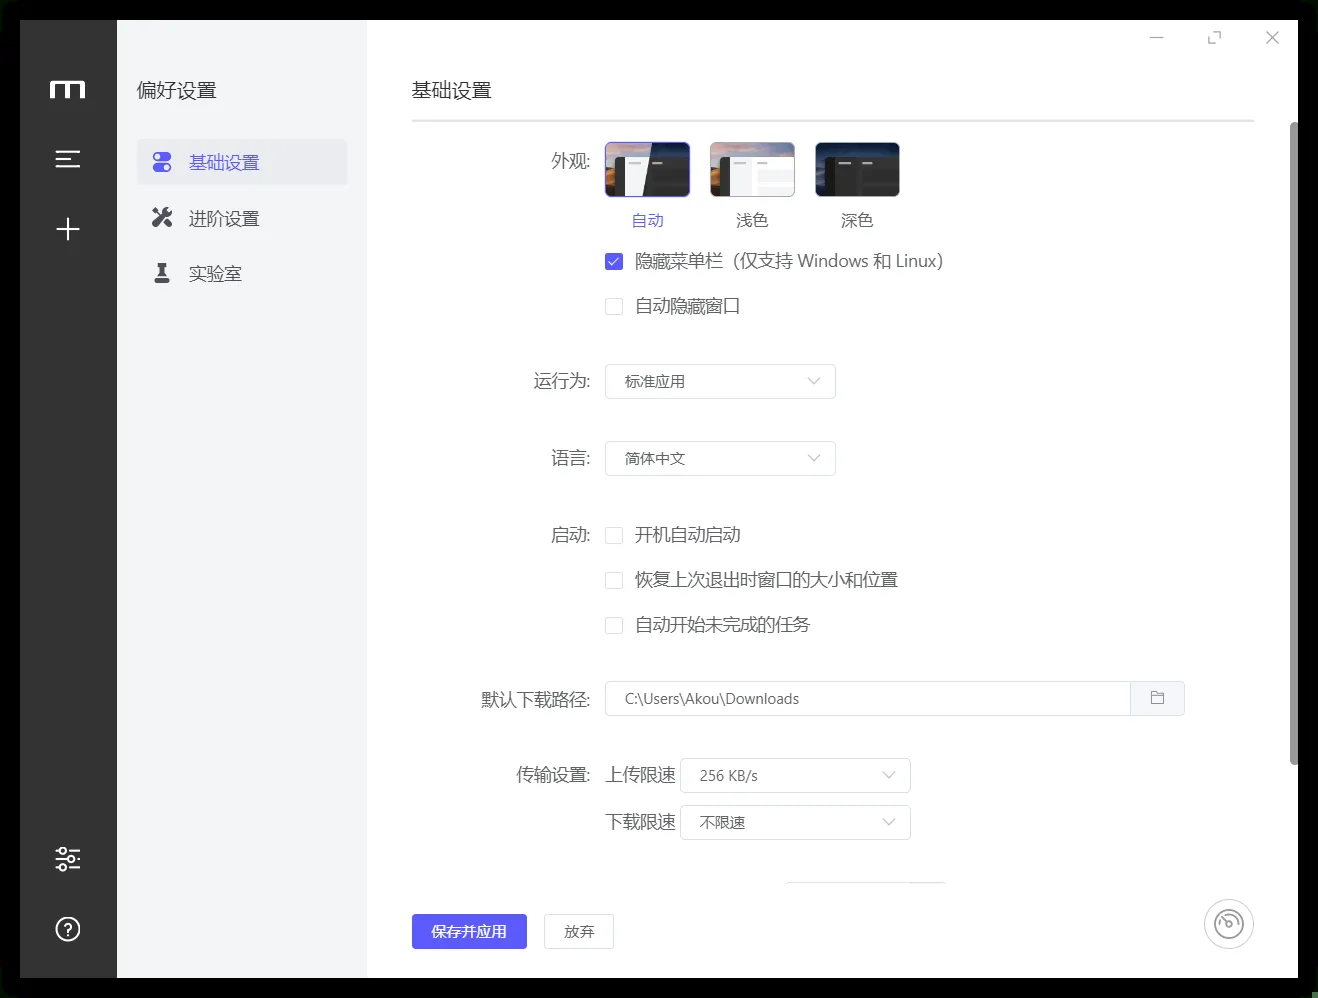 偏好设置
基础设置
进阶设置
实验室
基础设置
外观:
自动
浅色
深色
隐藏菜单栏（仅支持 Windows 和 Linux）
自动隐藏窗口
运行为: 标准应用
语言: 简体中文
启动: 开机自动启动
恢复上次退出时窗口的大小和位置
自动开始未完成的任务
默认下载路径: C:\Users\Akou\Downloads
传输设置: 上传限速 256 KB/s
下载限速 不限速
保存并应用
放弃